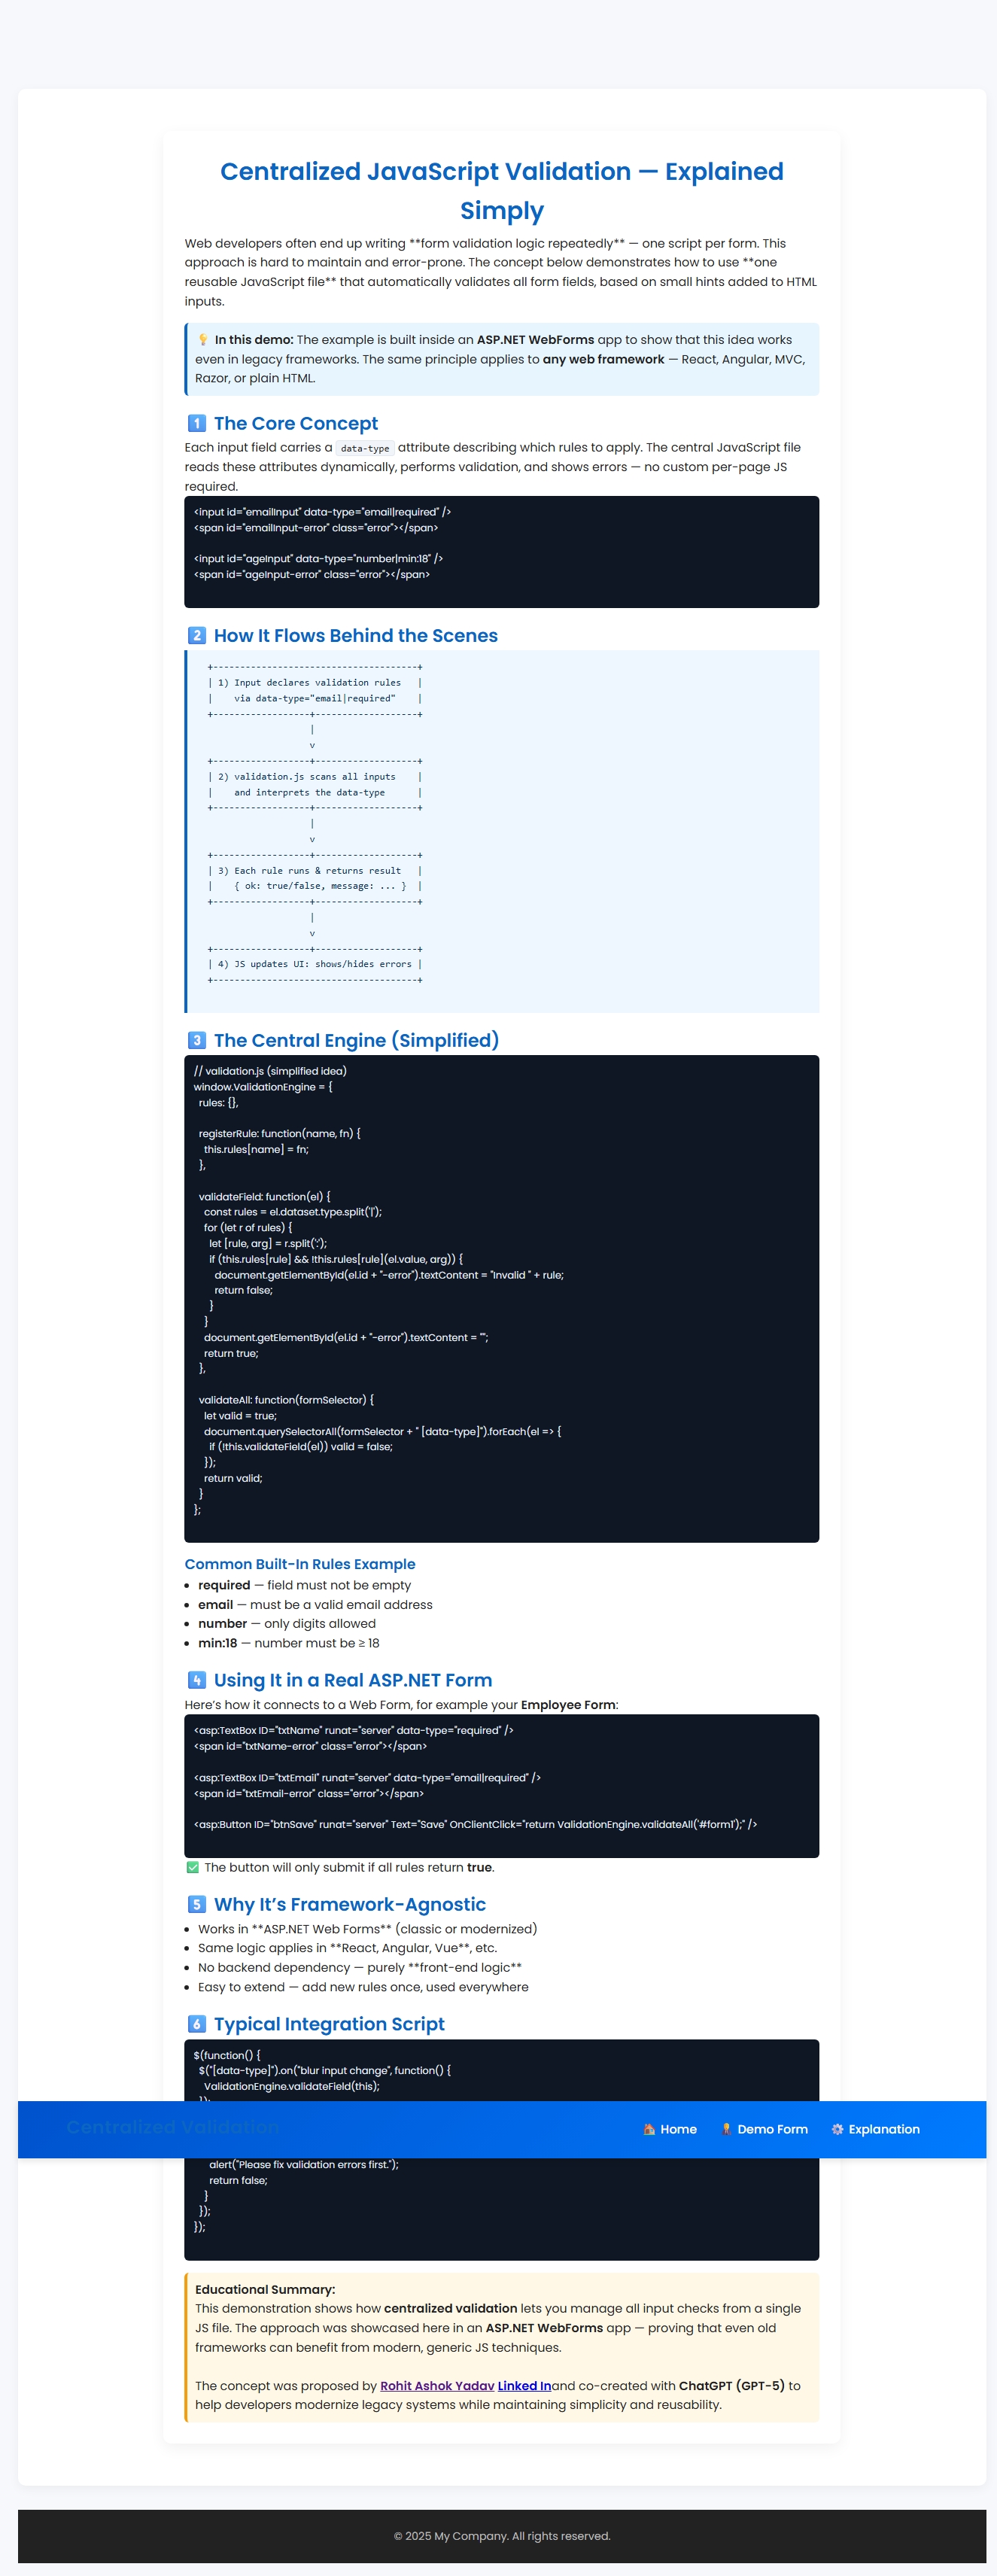 Centralized JavaScript Validation — Explained
Simply
Web developers often end up writing **form validation logic repeatedly** — one script per form. This
approach is hard to maintain and error-prone. The concept below demonstrates how to use **one
reusable JavaScript file** that automatically validates all form fields, based on small hints added to HTML
inputs.
💡 In this demo: The example is built inside an ASP.NET WebForms app to show that this idea works
even in legacy frameworks. The same principle applies to any web framework — React, Angular, MVC,
Razor, or plain HTML.
1️⃣ The Core Concept
Each input field carries a data-type attribute describing which rules to apply. The central JavaScript file
reads these attributes dynamically, performs validation, and shows errors — no custom per-page JS
required.
<input id="emailInput" data-type="email|required" />
<span id="emailInput-error" class="error"></span>
<input id="ageInput" data-type="number|min:18" />
<span id="ageInput-error" class="error"></span>
2️⃣ How It Flows Behind the Scenes
+--------------------------------------+
| 1) Input declares validation rules   |
|    via data-type="email|required"    |
+------------------+-------------------+
|
v
+------------------+-------------------+
| 2) validation.js scans all inputs    |
|    and interprets the data-type      |
+------------------+-------------------+
|
v
+------------------+-------------------+
| 3) Each rule runs & returns result   |
|    { ok: true/false, message: ... }  |
+------------------+-------------------+
|
v
+------------------+-------------------+
| 4) JS updates UI: shows/hides errors |
+--------------------------------------+
3️⃣ The Central Engine (Simplified)
// validation.js (simplified idea)
window.ValidationEngine = {
rules: {},
registerRule: function(name, fn) {
this.rules[name] = fn;
},
validateField: function(el) {
const rules = el.dataset.type.split('|');
for (let r of rules) {
let [rule, arg] = r.split(':');
if (this.rules[rule] && !this.rules[rule](el.value, arg)) {
document.getElementById(el.id + "-error").textContent = "Invalid " + rule;
return false;
}
}
document.getElementById(el.id + "-error").textContent = "";
return true;
},
validateAll: function(formSelector) {
let valid = true;
document.querySelectorAll(formSelector + " [data-type]").forEach(el => {
if (!this.validateField(el)) valid = false;
});
return valid;
}
};
Common Built-In Rules Example
• required — field must not be empty
• email — must be a valid email address
• number — only digits allowed
• min:18 — number must be ≥ 18
4️⃣ Using It in a Real ASP.NET Form
Here’s how it connects to a Web Form, for example your Employee Form:
<asp:TextBox ID="txtName" runat="server" data-type="required" />
<span id="txtName-error" class="error"></span>
<asp:TextBox ID="txtEmail" runat="server" data-type="email|required" />
<span id="txtEmail-error" class="error"></span>
<asp:Button ID="btnSave" runat="server" Text="Save" OnClientClick="return ValidationEngine.validateAll('#form1');" />
✅ The button will only submit if all rules return true.
5️⃣ Why It’s Framework-Agnostic
• Works in **ASP.NET Web Forms** (classic or modernized)
• Same logic applies in **React, Angular, Vue**, etc.
• No backend dependency — purely **front-end logic**
• Easy to extend — add new rules once, used everywhere
6️⃣ Typical Integration Script
$(function() {
$("[data-type]").on("blur input change", function() {
ValidationEngine.validateField(this);
Centralized Validation
🏠 Home
Demo Form
⚙️ Explanation
alert("Please fix validation errors first.");
return false;
}
});
});
Educational Summary:
This demonstration shows how centralized validation lets you manage all input checks from a single
JS file. The approach was showcased here in an ASP.NET WebForms app — proving that even old
frameworks can benefit from modern, generic JS techniques.
The concept was proposed by Rohit Ashok Yadav Linked Inand co-created with ChatGPT (GPT-5) to
help developers modernize legacy systems while maintaining simplicity and reusability.
© 2025 My Company. All rights reserved.